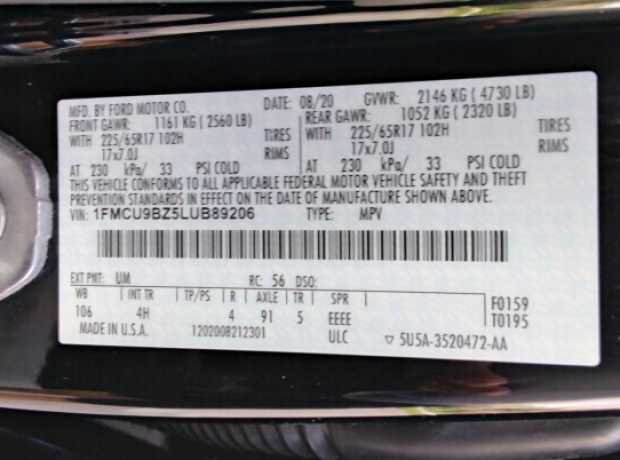 MFD. BY FORD MOTOR CO. DATE: 08/20 GVWR: 2146 KG ( 4730 LB)
FRONT GAWR: 1161 KG ( 2560 LB) REAR GAWR: 1052 KG ( 2320 LB)
WITH 225/65R17 102H TIRES WITH 225/65R17 102H TIRES
17x7.0J RIMS 17x7.0J RIMS
AT 230 kPa/ 33 PSI COLD AT 230 kPa/ 33 PSI COLD
THIS VEHICLE CONFORMS TO ALL APPLICABLE FEDERAL MOTOR VEHICLE SAFETY AND THEFT
PREVENTION STANDARDS IN EFFECT ON THE DATE OF MANUFACTURE SHOWN ABOVE.
VIN: 1FMCU9BZ5LUB89206 TYPE: MPV
EXT PNT: UM RC: 56 DSO:
WB INT TR TP/PS R AXLE TR SPR
106 4H 4 91 5 EEEE
F0159
T0195
MADE IN U.S.A. 1202008212301 ULC 5U5A-3520472-AA